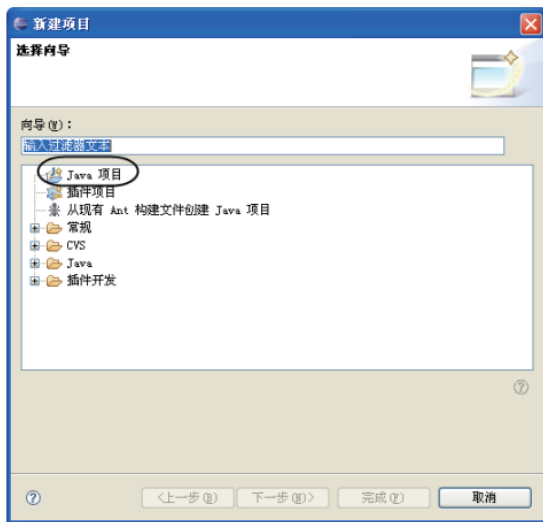 新建项目
选择向导
向导(W):
输入过滤器文本
Java 项目
插件项目
从现有 Ant 构建文件创建 Java 项目
常规
CVS
Java
插件开发
<上一步(B) 下一步(N)> 完成(F) 取消